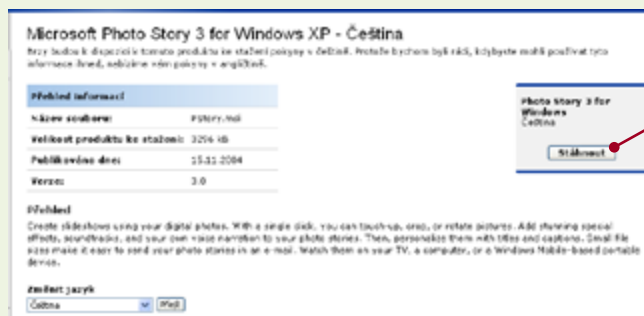 Microsoft Photo Story 3 for Windows XP - Čeština
Brzy budou k dispozici k tomuto produktu ke stažení pokyny v češtině. Protože bychom byli rádi, kdybyste mohli používat tyto
informace ihned, nabízíme vám pokyny v angličtině.
Přehled informací
Název souboru: PStory.msi
Velikost produktu ke stažení: 3296 kB
Publikováno dne: 15.11.2004
Verze: 3.0
Photo Story 3 for
Windows
Čeština
Stáhnout
Přehled
Create slideshows using your digital photos. With a single click, you can touch-up, crop, or rotate pictures. Add stunning special
effects, soundtracks, and your own voice narration to your photo stories. Then, personalize them with titles and captions. Small file
sizes make it easy to send your photo stories in an e-mail. Watch them on your TV, a computer, or a Windows Mobile-based portable
device.
Změnit jazyk
Čeština Přejít